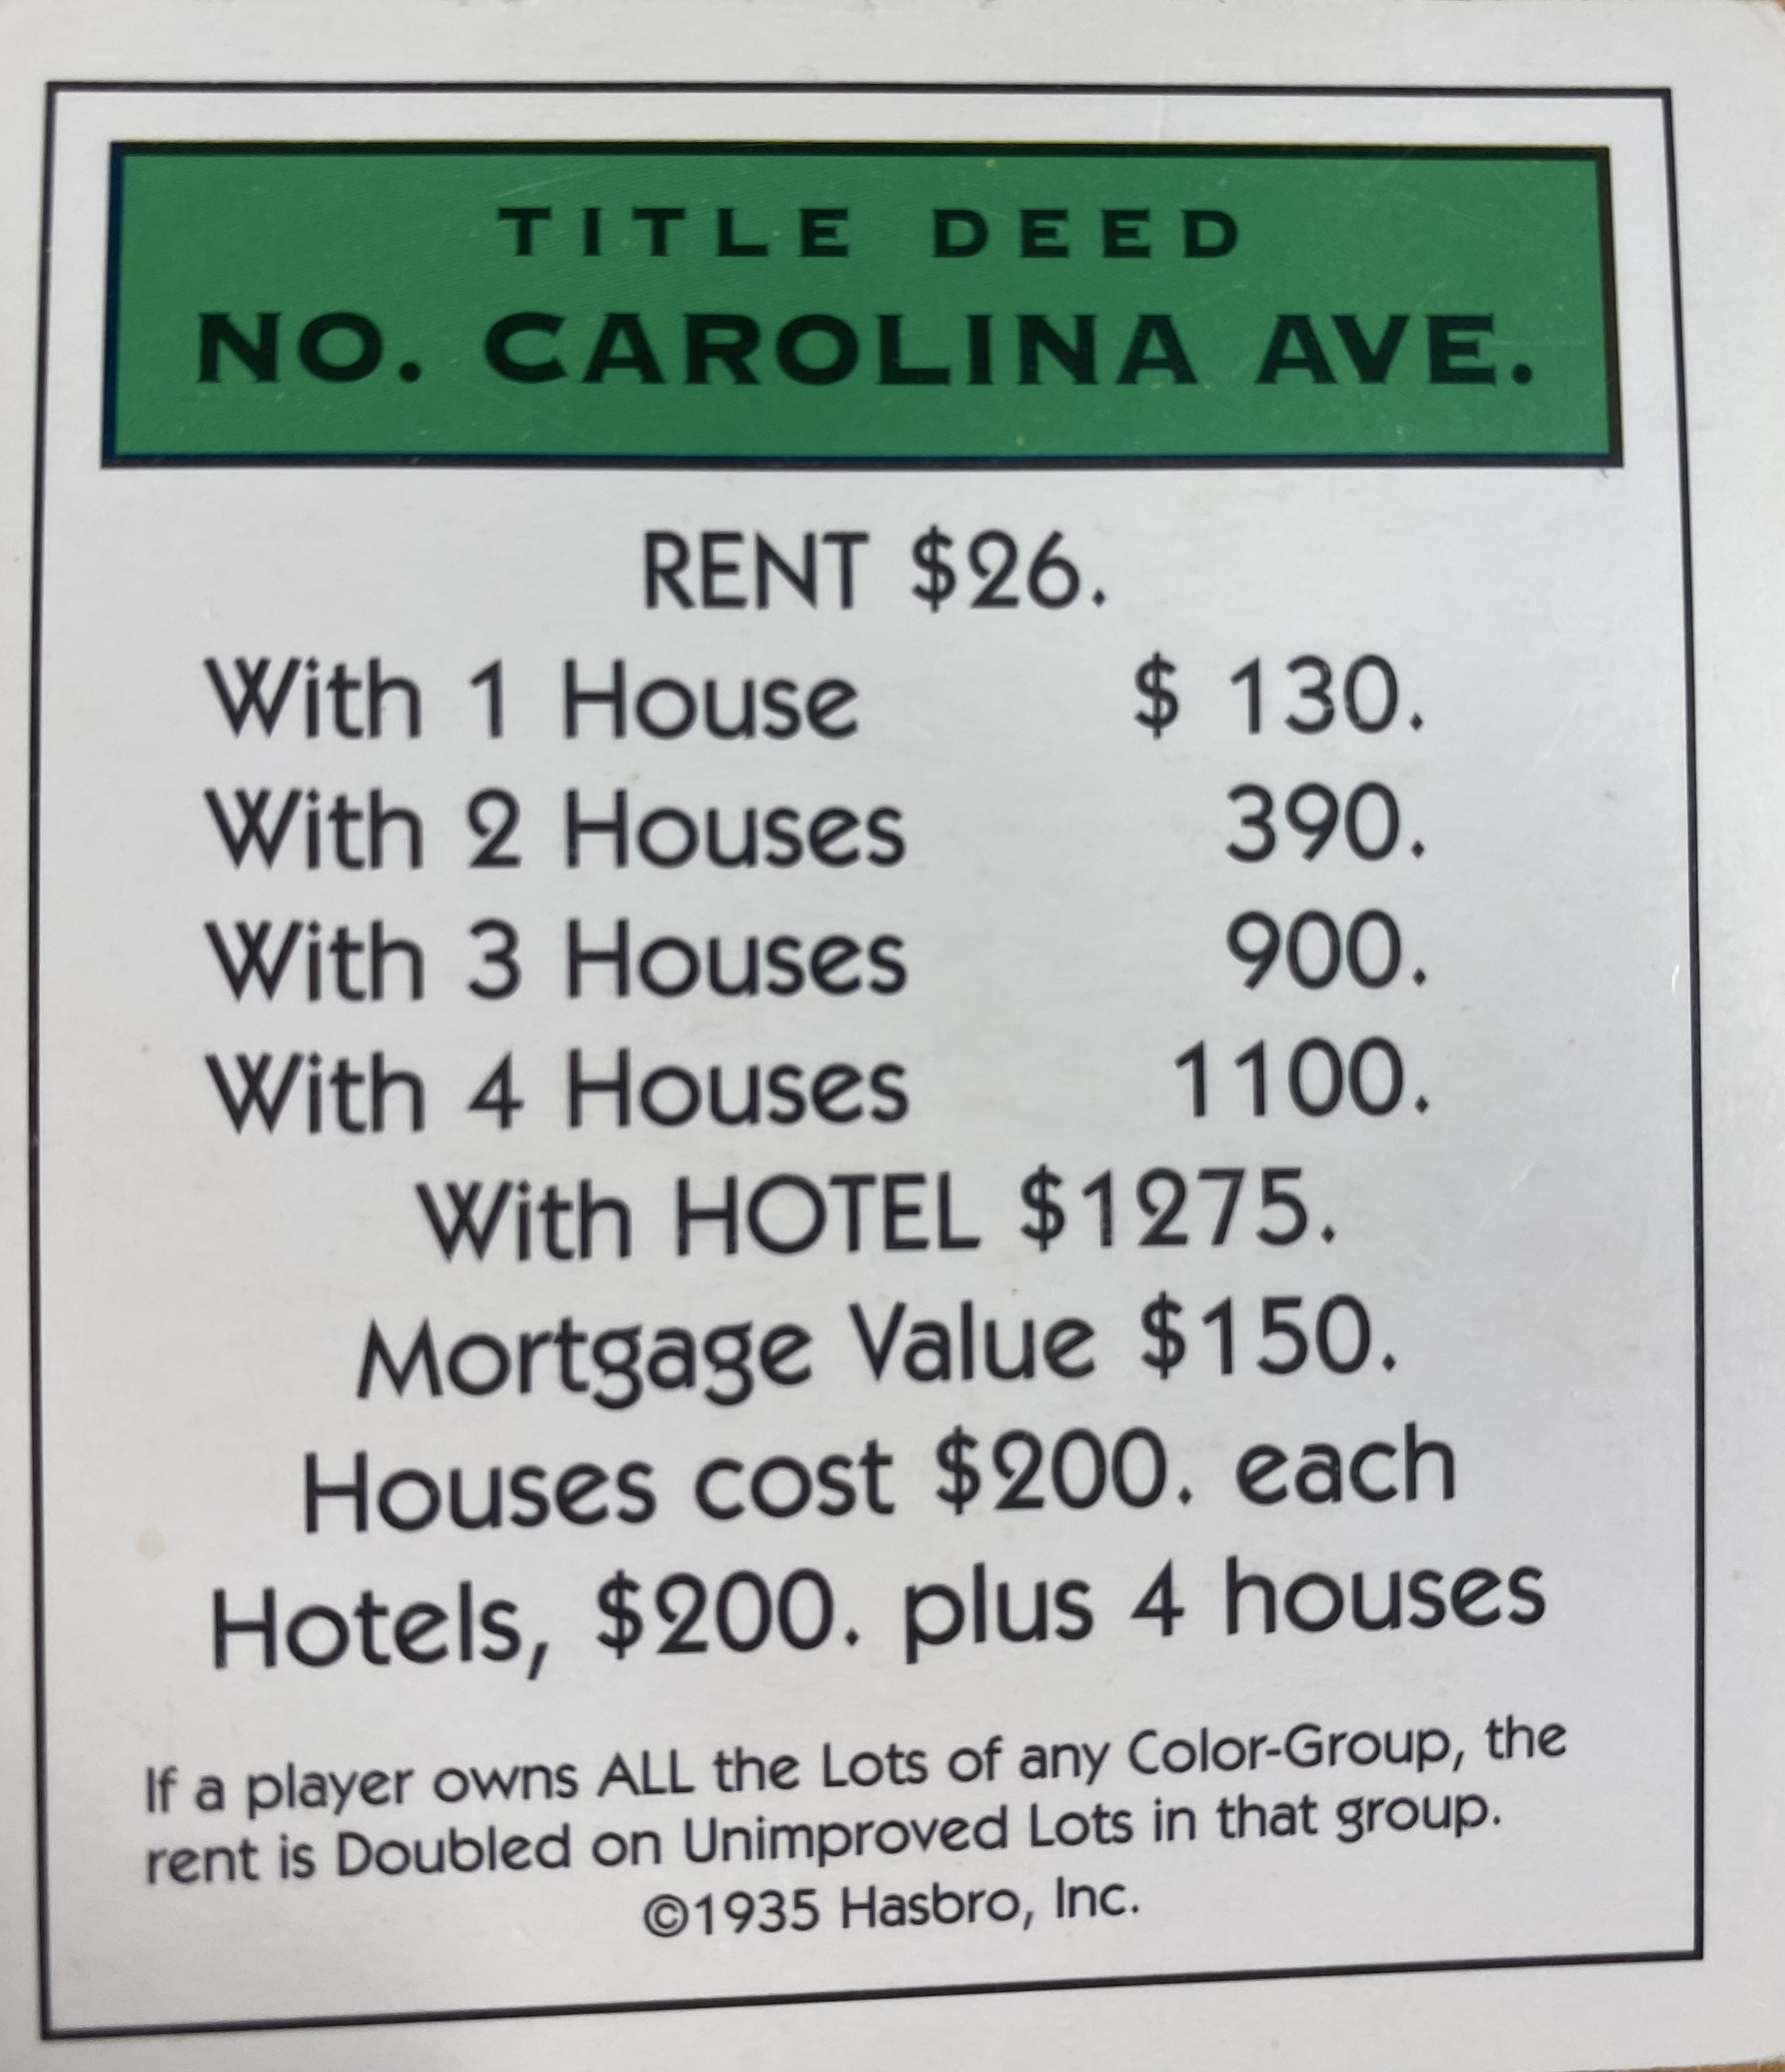 TITLE DEED
NO. CAROLINA AVE.
RENT $26.
With 1 House $ 130.
With 2 Houses 390.
With 3 Houses 900.
With 4 Houses 1100.
With HOTEL $1275.
Mortgage Value $150.
Houses cost $200. each
Hotels, $200. plus 4 houses
If a player owns ALL the Lots of any Color-Group, the
rent is Doubled on Unimproved Lots in that group.
©1935 Hasbro, Inc.